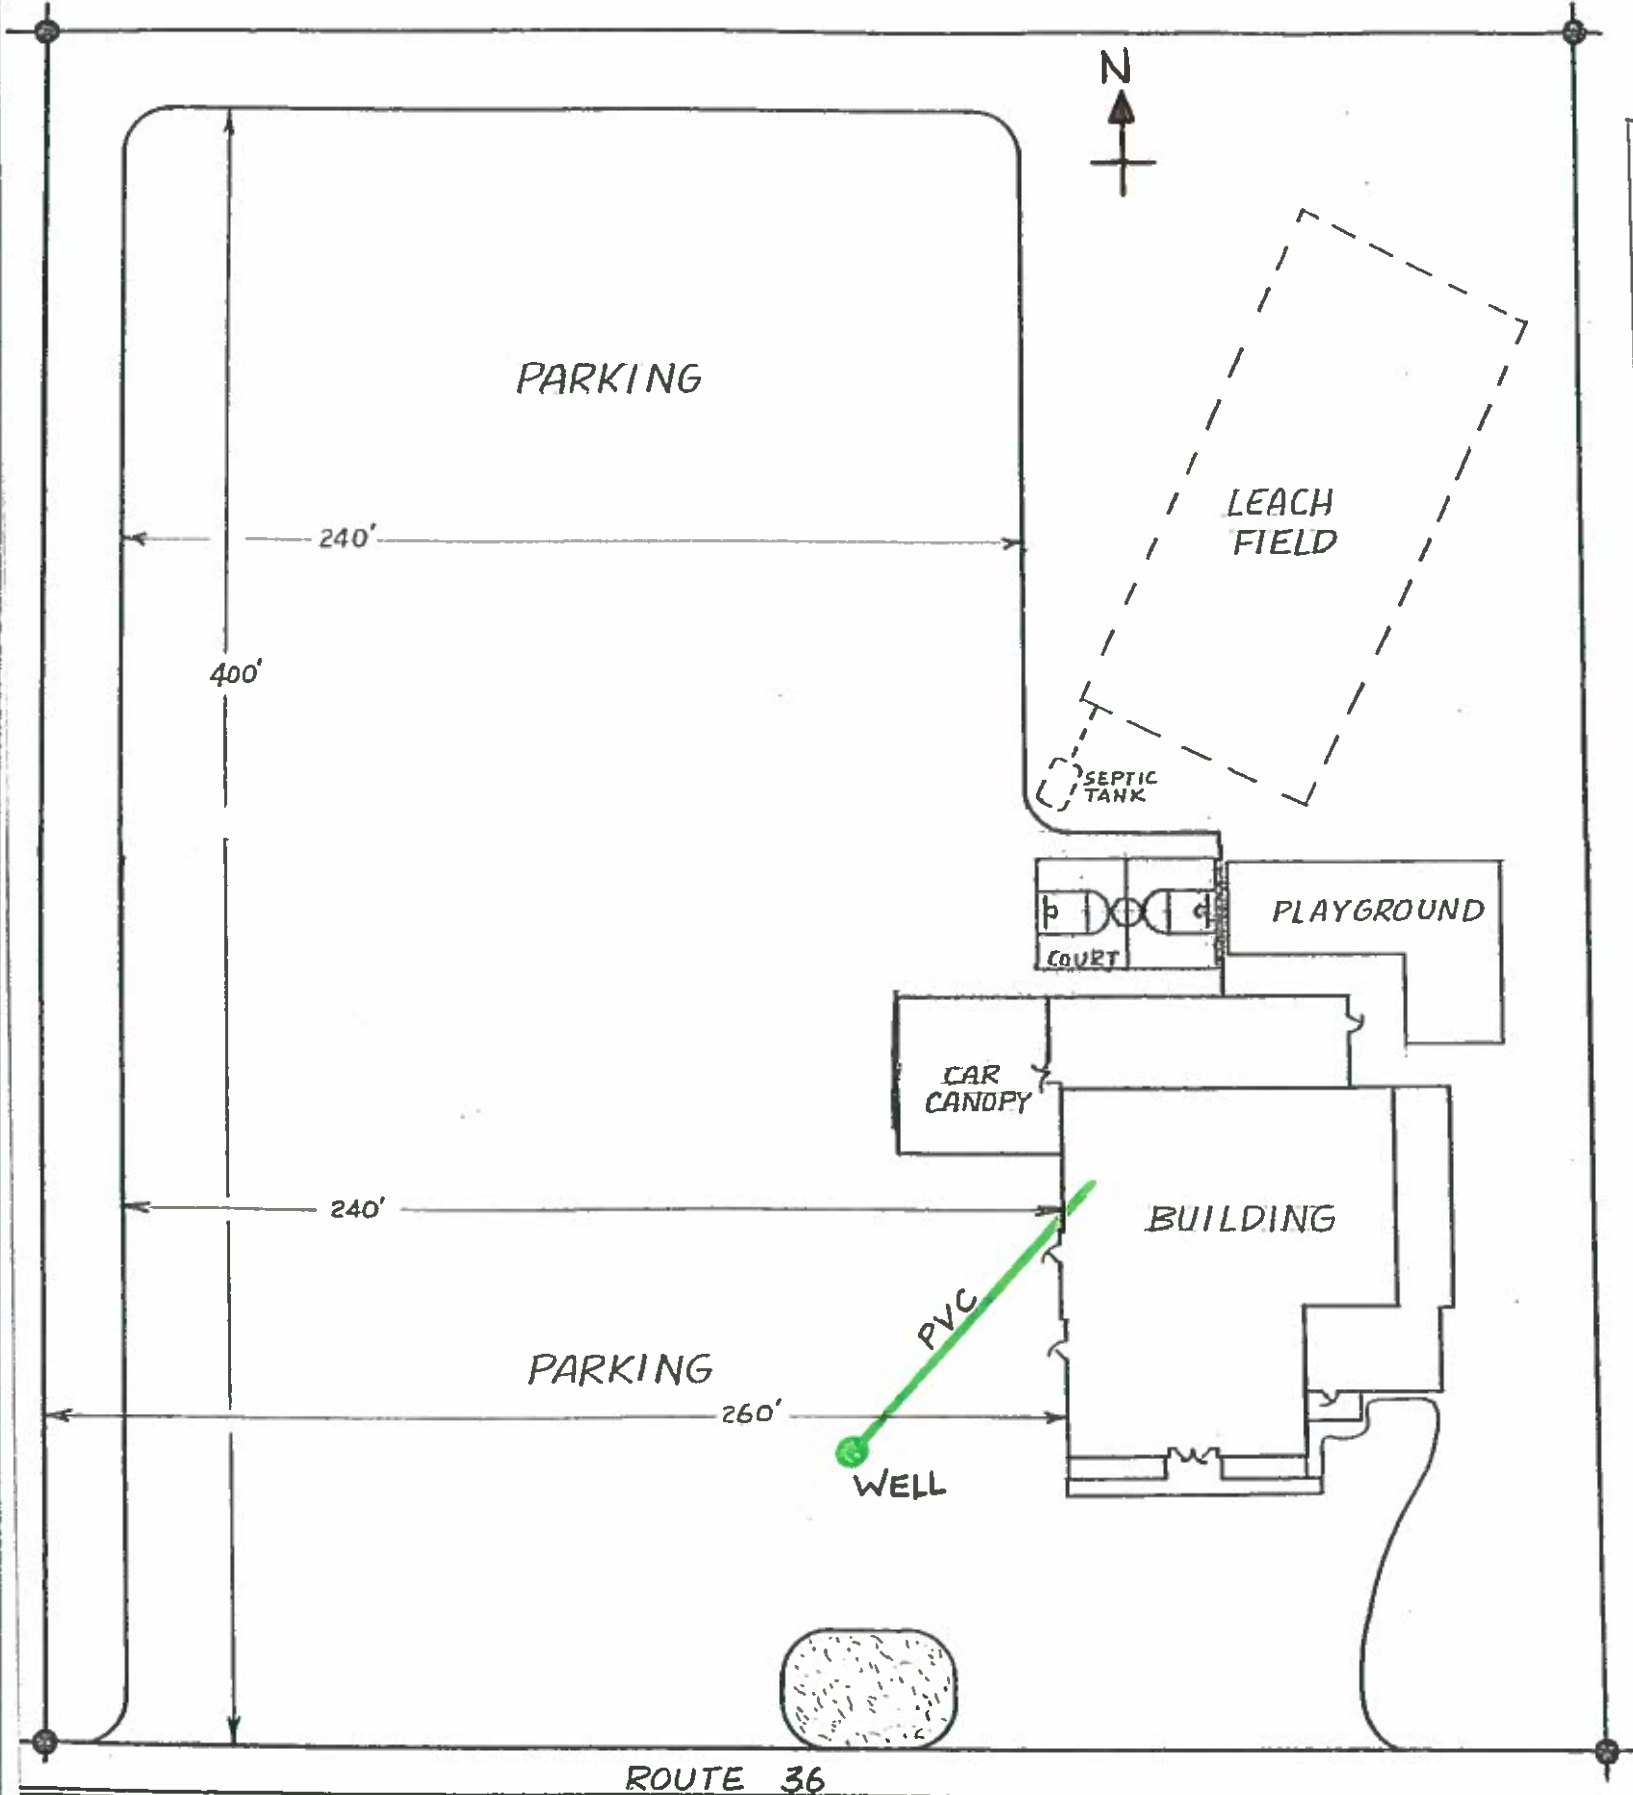 N
PARKING
LEACH
FIELD
240'
400'
SEPTIC
TANK
PLAYGROUND
COURT
CAR
CANOPY
240'
BUILDING
PVC
PARKING
260'
WELL
ROUTE 36